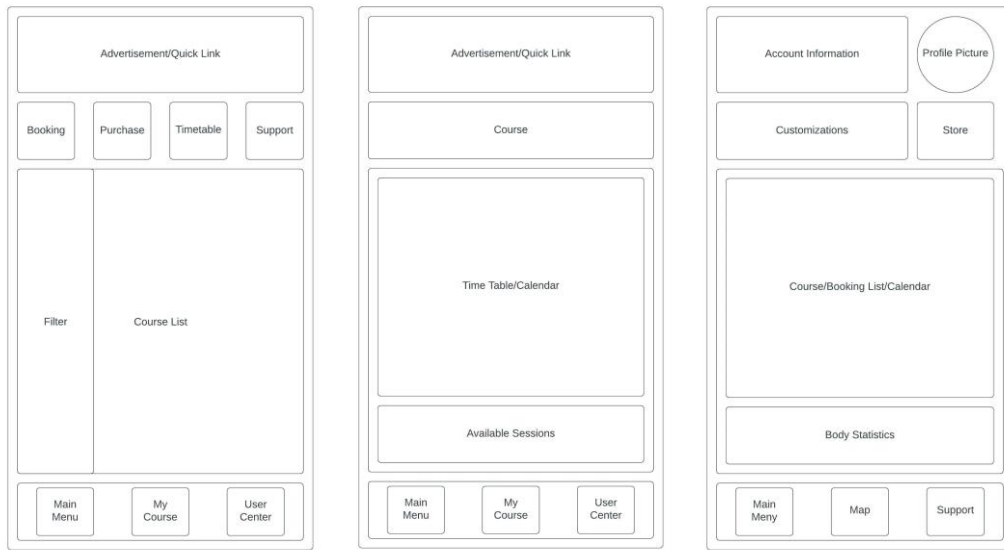 Advertisement/Quick Link
Booking
Purchase
Timetable
Support
Filter
Course List
Main
Menu
My
Course
User
Center
Advertisement/Quick Link
Course
Time Table/Calendar
Available Sessions
Main
Menu
My
Course
User
Center
Account Information
Profile Picture
Customizations
Store
Course/Booking List/Calendar
Body Statistics
Main
Meny
Map
Support